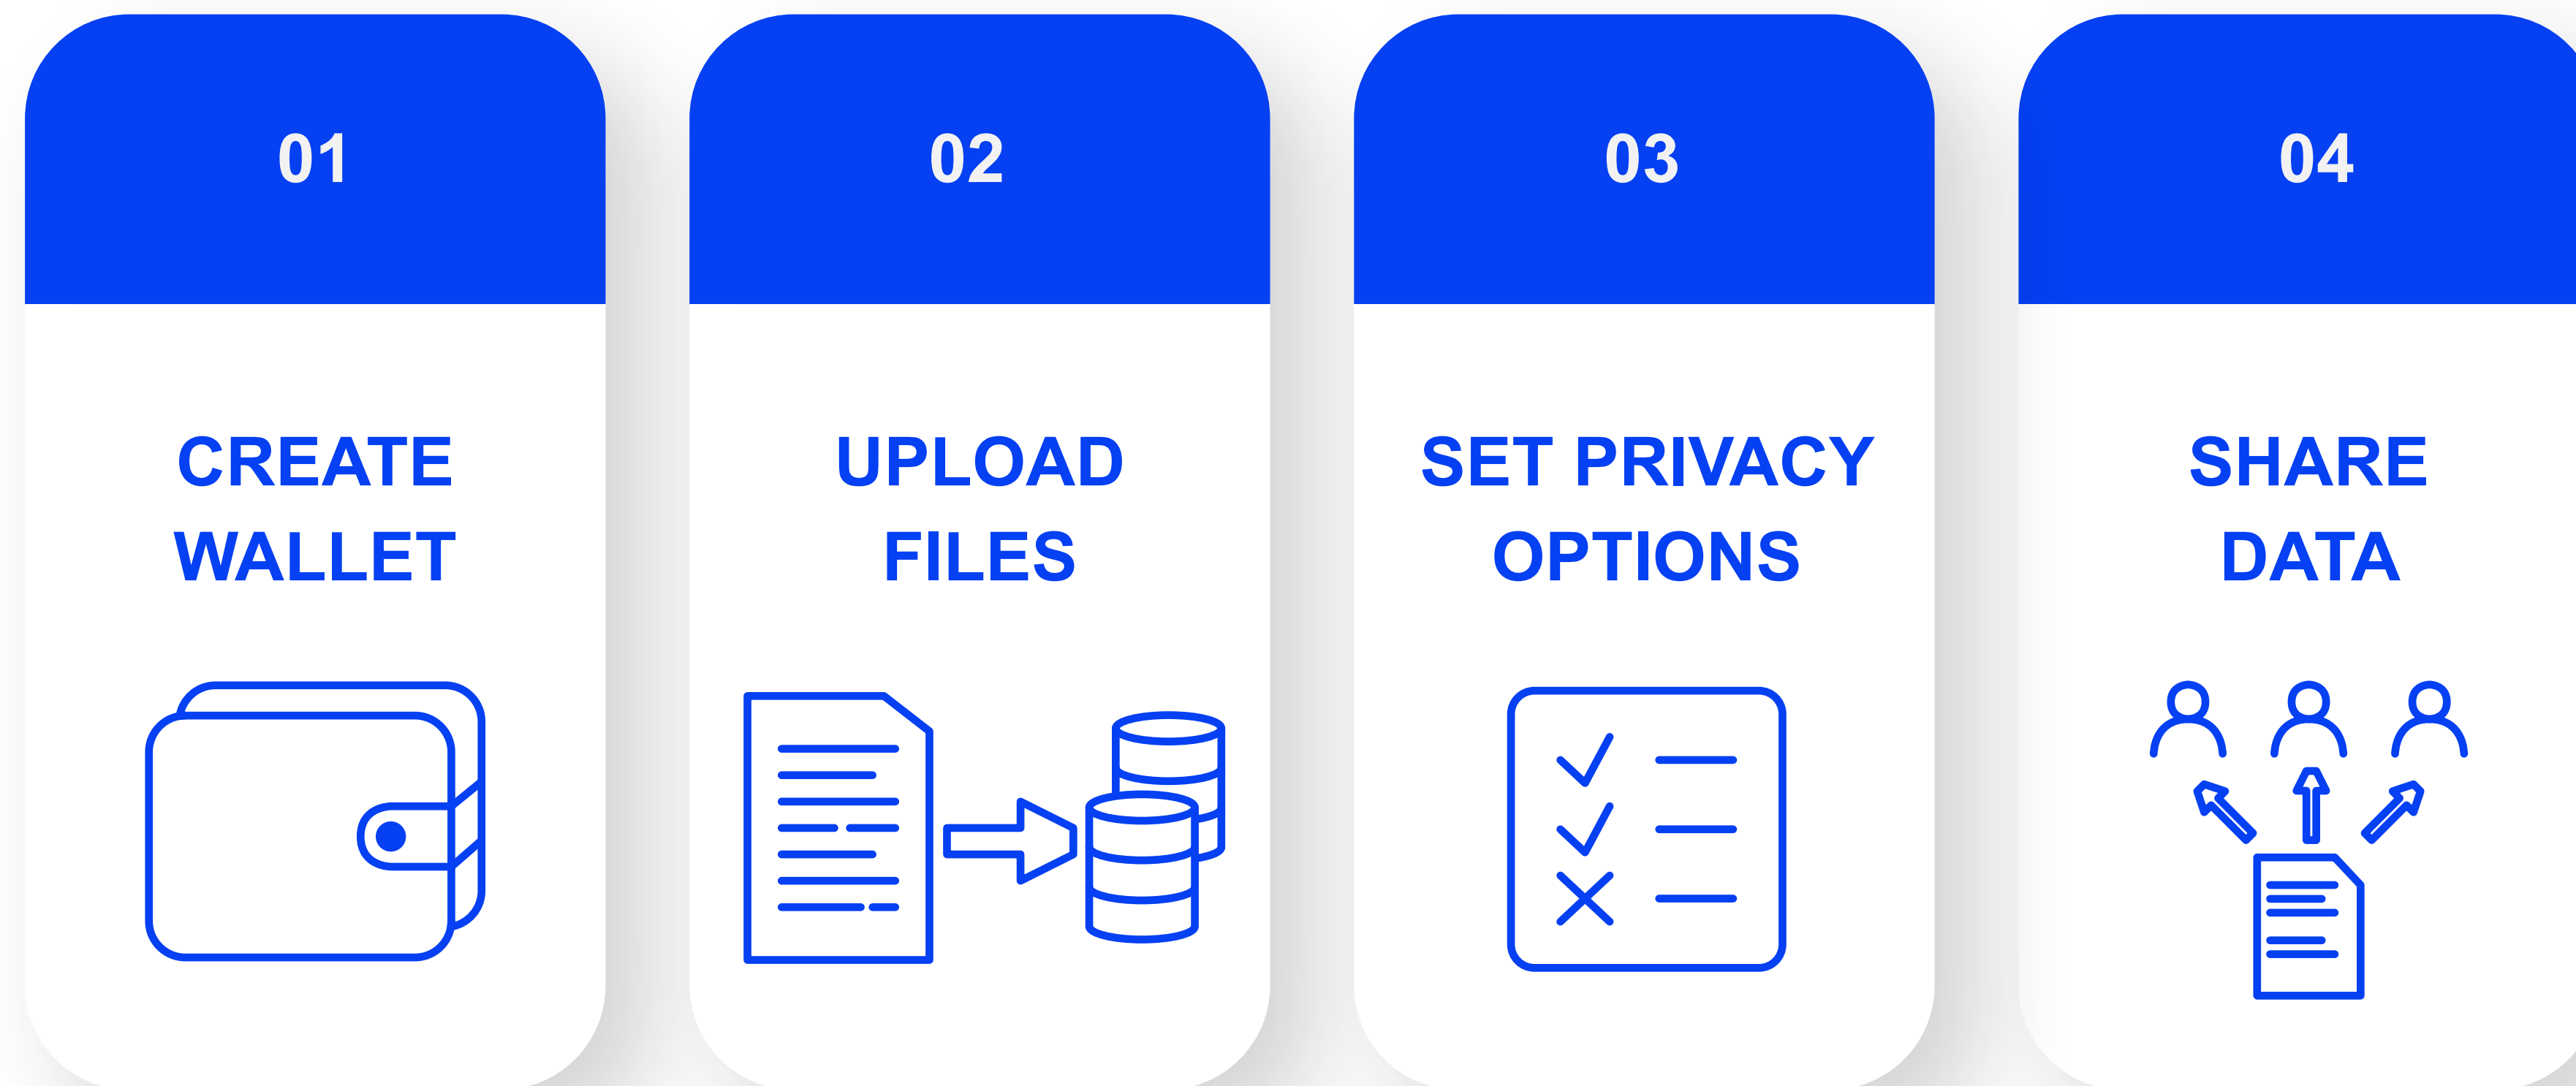 01
CREATE
WALLET
02
UPLOAD
FILES
03
SET PRIVACY
OPTIONS
04
SHARE
DATA